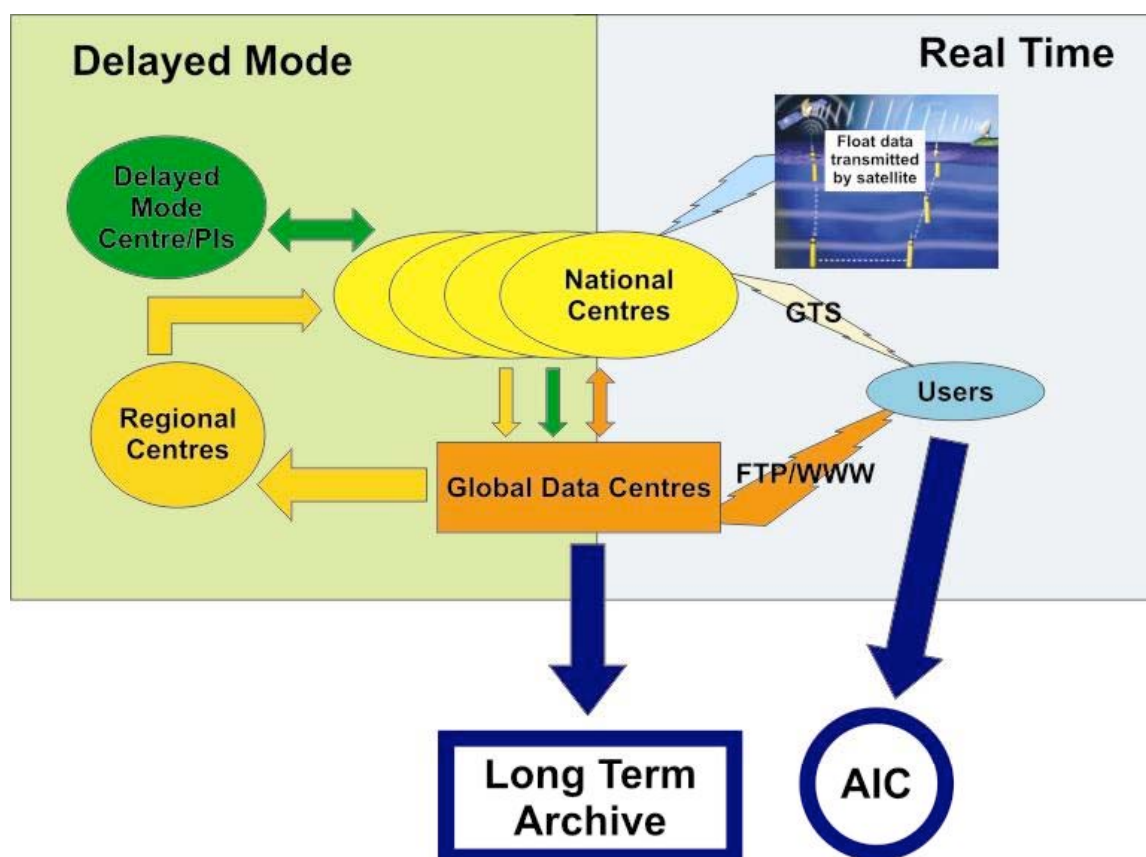 Delayed Mode
Real Time
Float data
transmitted
by satellite
Delayed
Mode
Centre/PIs
National
Centres
GTS
Users
Regional
Centres
Global Data Centres
FTP/WWW
Long Term
Archive
AIC